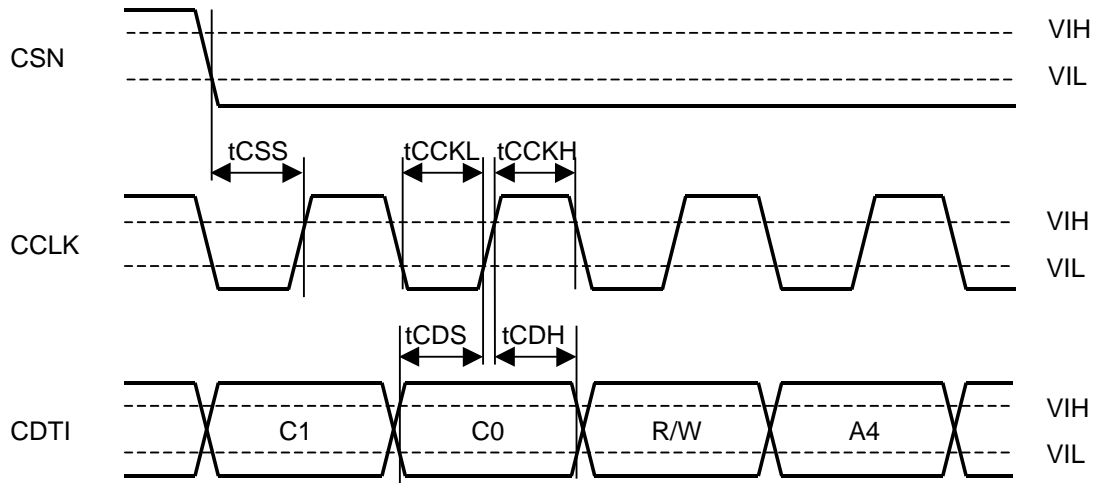 CSN
VIH
VIL
tCSS
tCCKL
tCCKH
CCLK
VIH
VIL
tCDS
tCDH
CDTI
C1
C0
R/W
A4
VIH
VIL